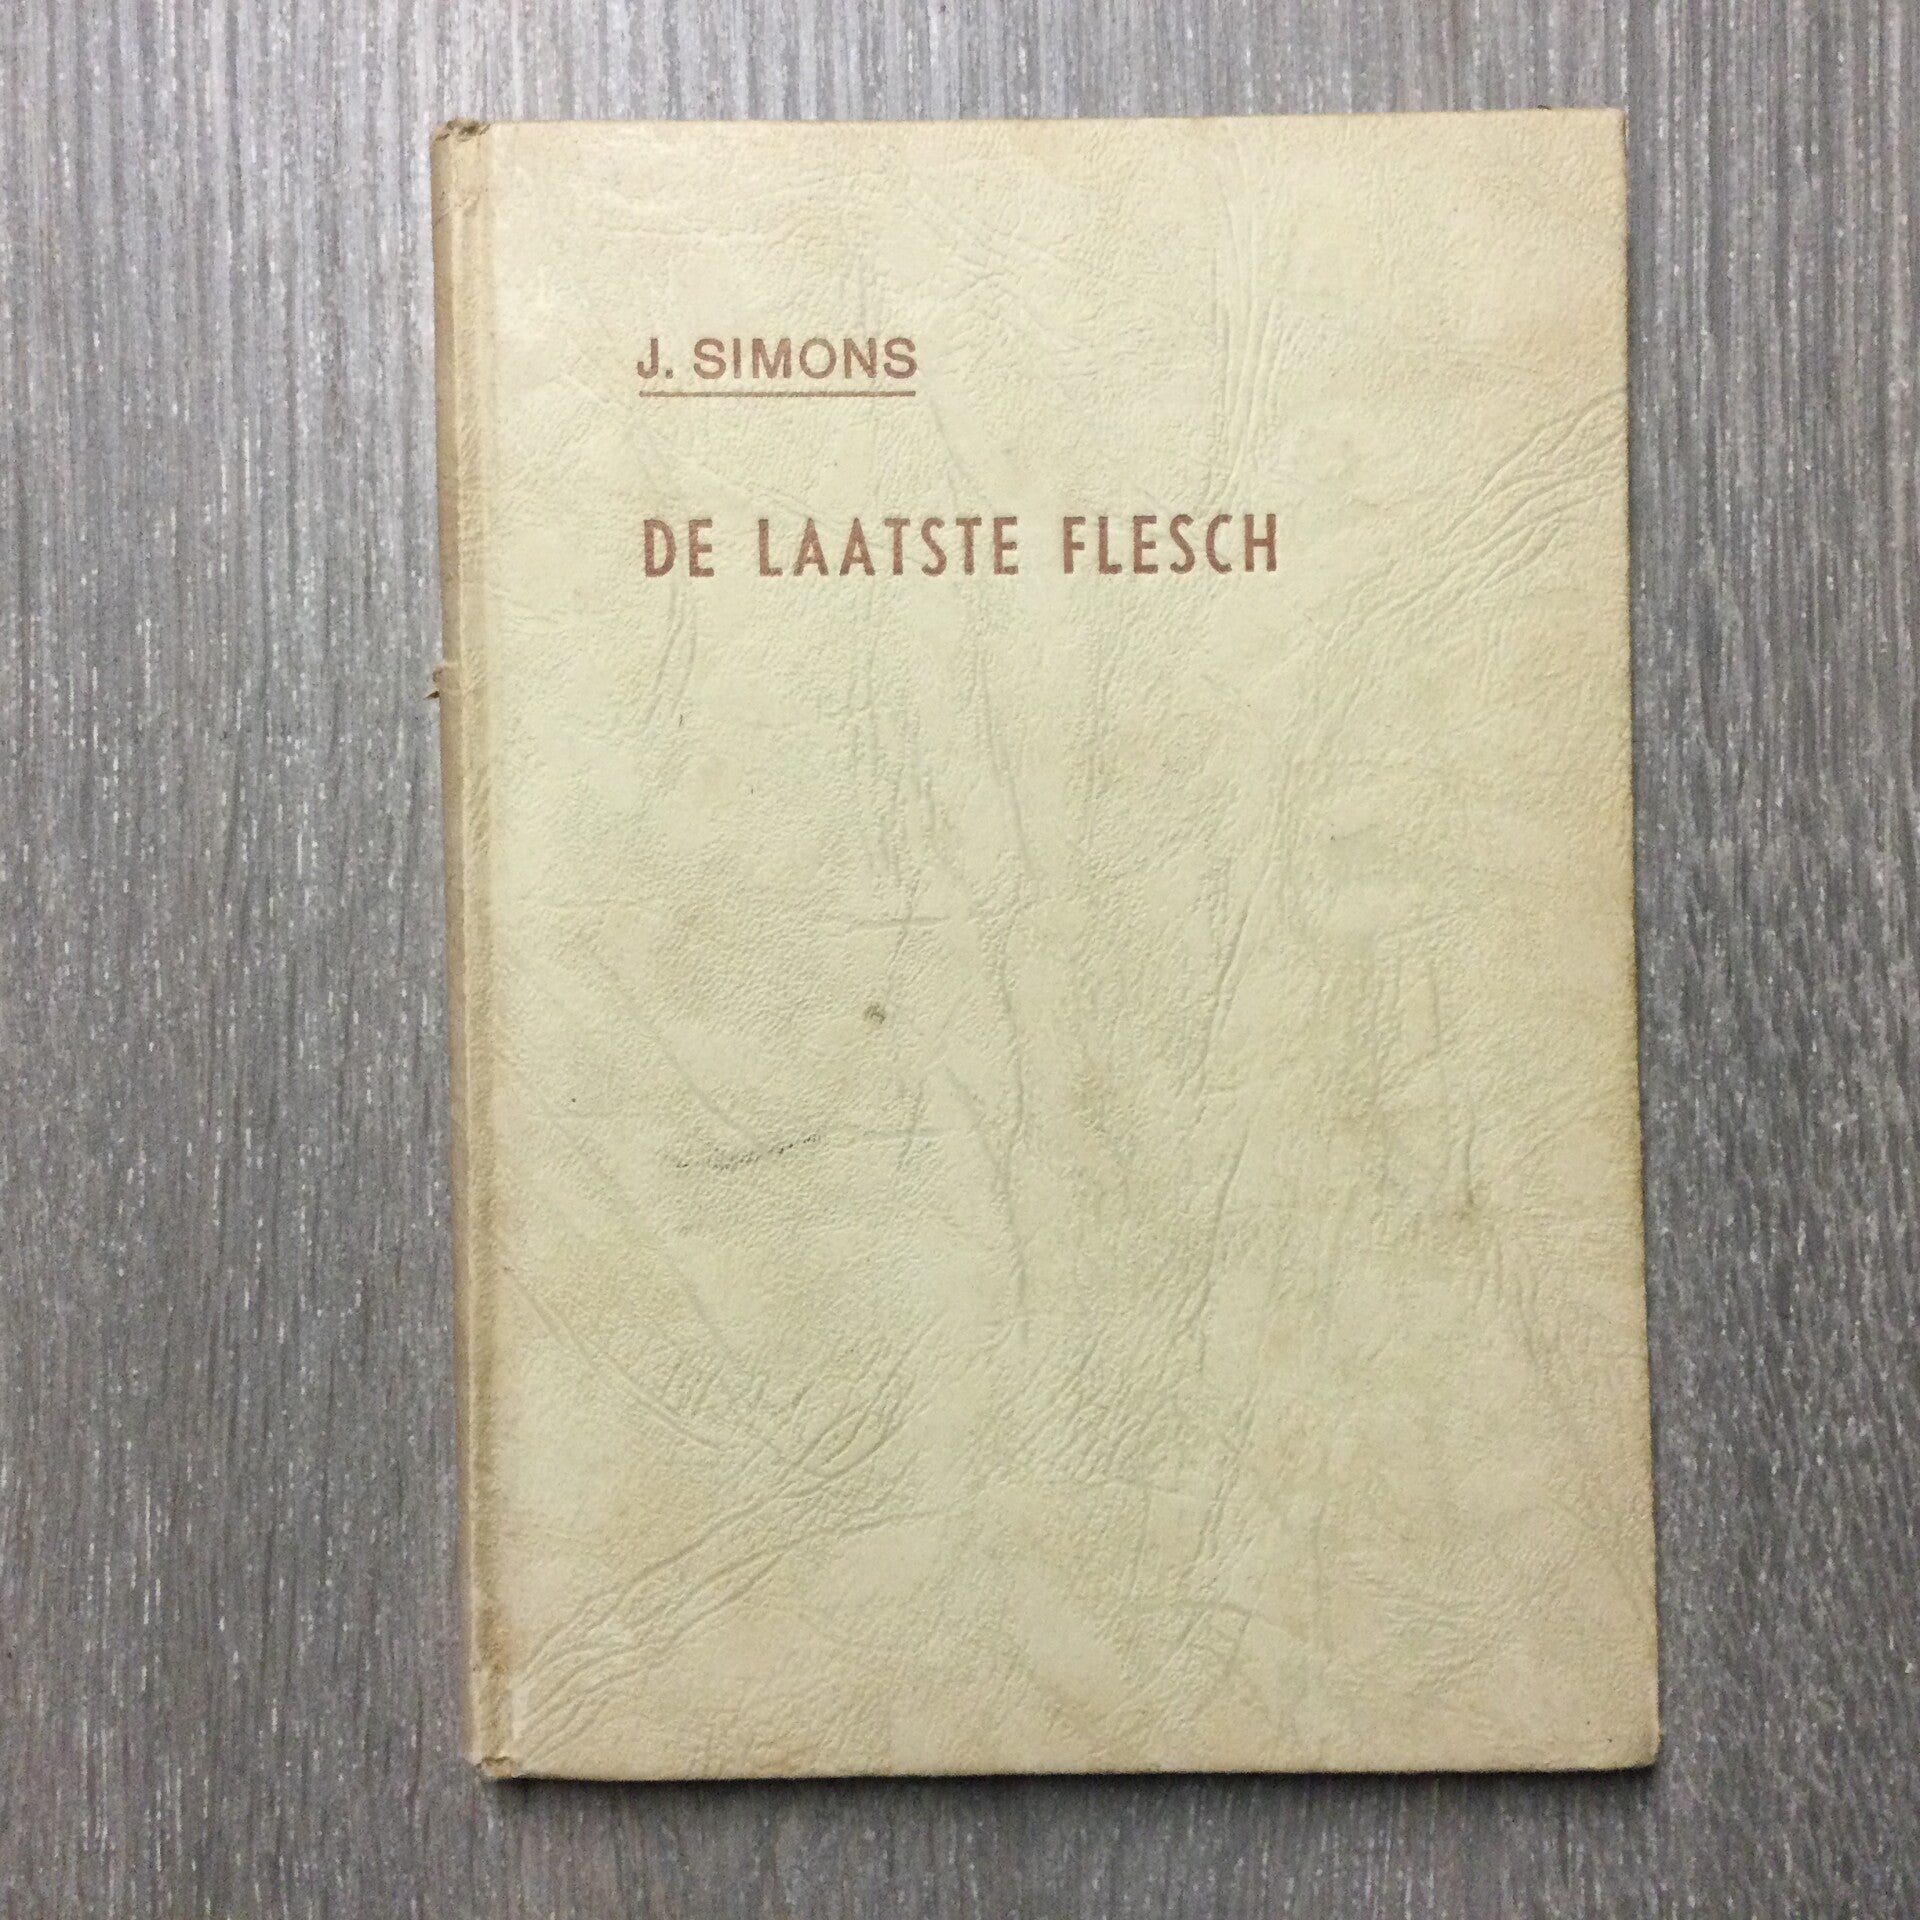 J. SIMONS
DE LAATSTE FLESCH